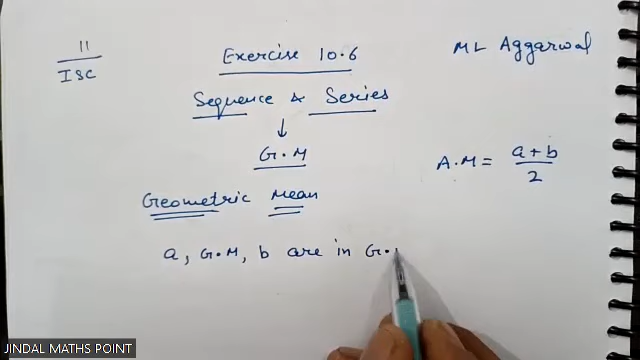 11
ISC
Exercise 10.6
ML Aggarwal
Sequence & Series
↓
G.M
A.M = a+b/2
Geometric Mean
a, G.M, b are in G.
JINDAL MATHS POINT